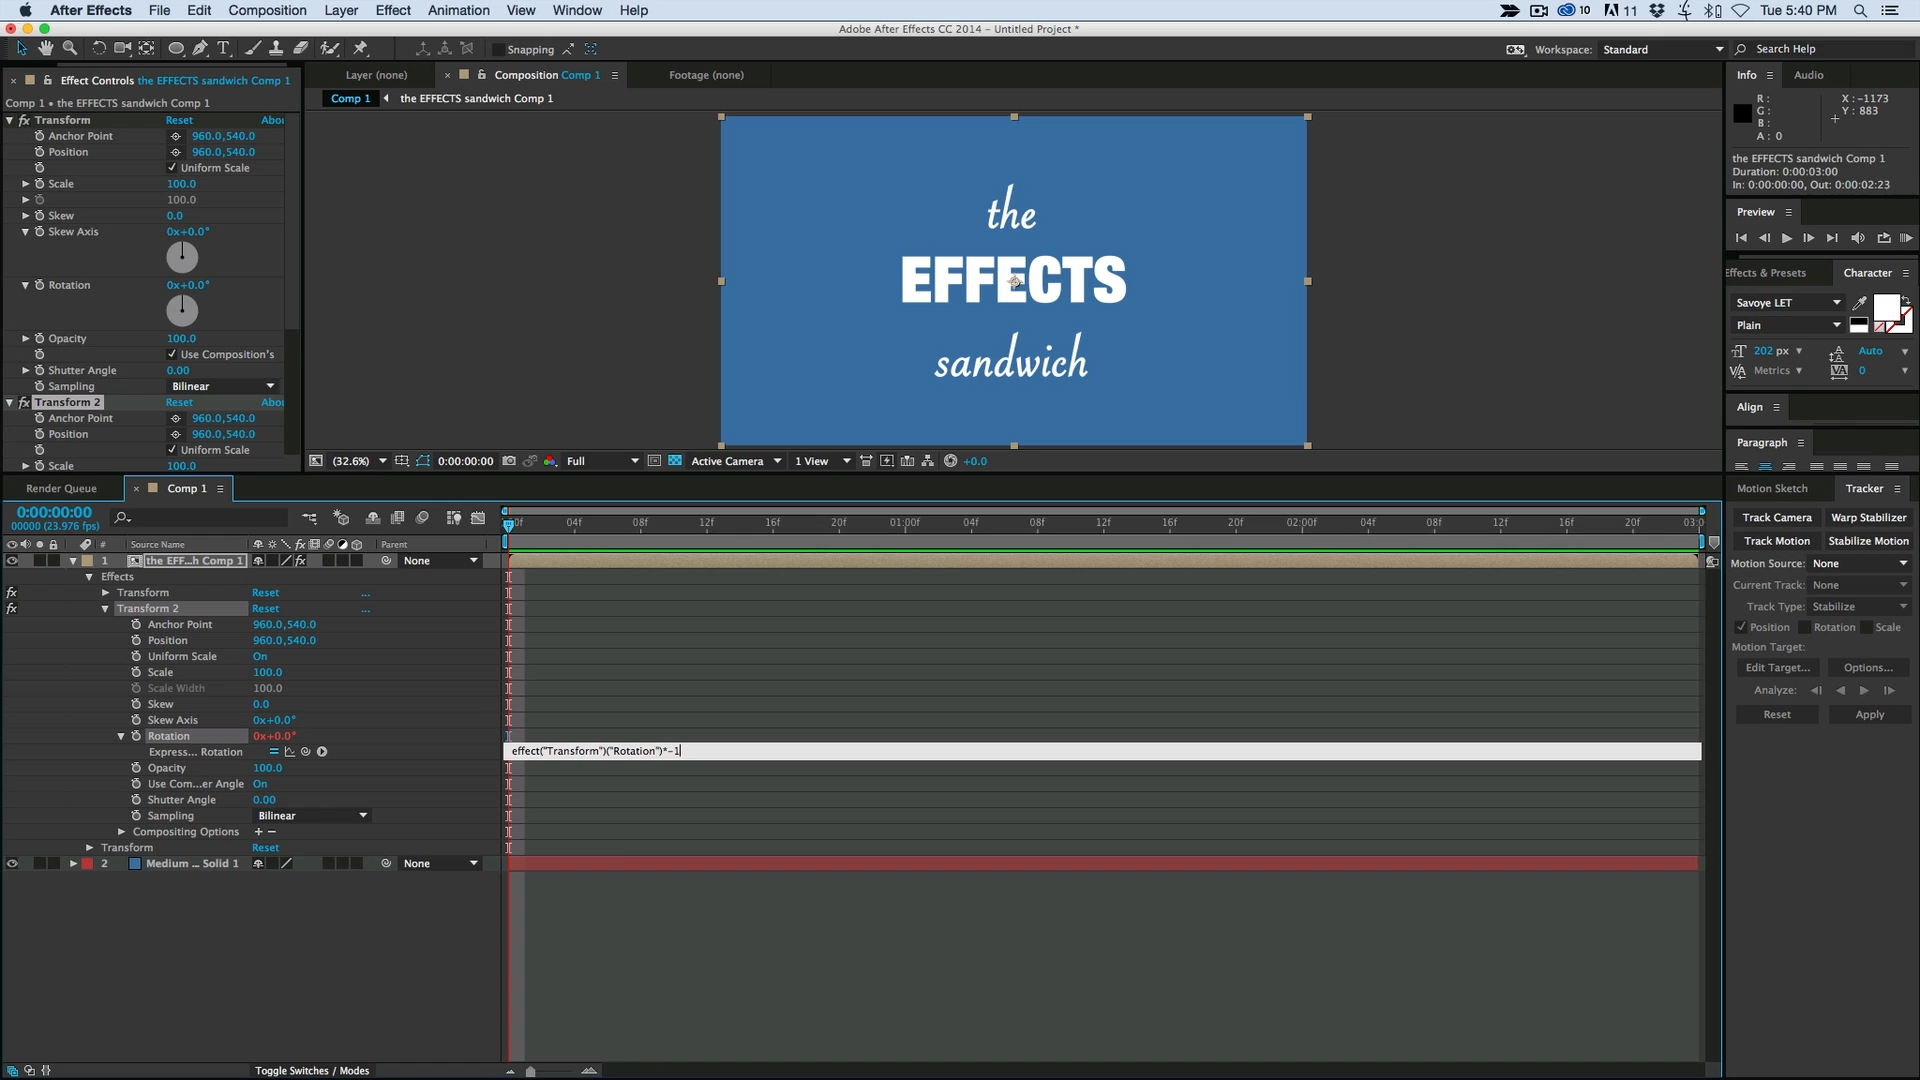 After Effects File Edit Composition Layer Effect Animation View Window Help 10 11 Tue 5:40 PM
Adobe After Effects CC 2014 - Untitled Project *
Snapping Workspace: Standard Search Help
Effect Controls the EFFECTS sandwich Comp 1
Comp 1 • the EFFECTS sandwich Comp 1
fx Transform Reset Abou
Anchor Point 960.0,540.0
Position 960.0,540.0
Uniform Scale
Scale 100.0
100.0
Skew 0.0
Skew Axis 0x+0.0°
Rotation 0x+0.0°
Opacity 100.0
Use Composition's
Shutter Angle 0.00
Sampling Bilinear
fx Transform 2 Reset Abou
Anchor Point 960.0,540.0
Position 960.0,540.0
Uniform Scale
Scale 100.0
Layer (none) Composition Comp 1 Footage (none)
Comp 1 the EFFECTS sandwich Comp 1
the
EFFECTS
sandwich
(32.6%) 0:00:00:00 Full Active Camera 1 View +0.0
Info Audio
R: X : -1173
G: Y : 883
B:
A : 0
the EFFECTS sandwich Comp 1
Duration: 0:00:03:00
In: 0:00:00:00, Out: 0:00:02:23
Preview
Effects & Presets Character
Savoye LET
Plain
202 px Auto
Metrics 0
Align
Paragraph
Render Queue Comp 1
0:00:00:00
00000 (23.976 fps)
# Source Name fx Parent
1 the EFF...h Comp 1 fx None
Effects
fx Transform Reset ...
fx Transform 2 Reset ...
Anchor Point 960.0,540.0
Position 960.0,540.0
Uniform Scale On
Scale 100.0
Scale Width 100.0
Skew 0.0
Skew Axis 0x+0.0°
Rotation 0x+0.0°
Express... Rotation
Opacity 100.0
Use Com...er Angle On
Shutter Angle 0.00
Sampling Bilinear
Compositing Options + −
Transform Reset
2 Medium ... Solid 1 None
04f 08f 12f 16f 20f 01:00f 04f 08f 12f 16f 20f 02:00f 04f 08f 12f 16f 20f 03:0
effect("Transform")("Rotation")*-1
Motion Sketch Tracker
Track Camera Warp Stabilizer
Track Motion Stabilize Motion
Motion Source: None
Current Track: None
Track Type: Stabilize
Position Rotation Scale
Motion Target:
Edit Target... Options...
Analyze:
Reset Apply
Toggle Switches / Modes